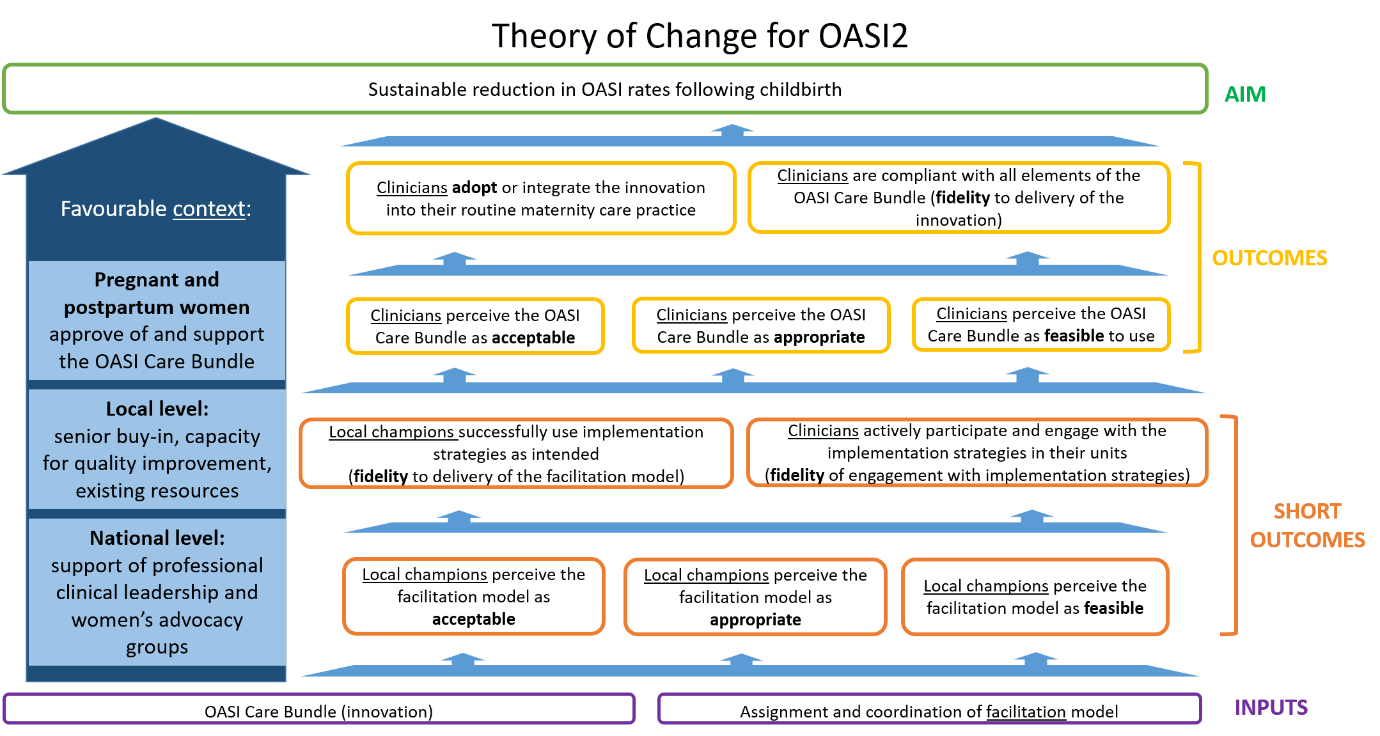 Theory of Change for OASI2
Sustainable reduction in OASI rates following childbirth
AIM
Favourable context:
Pregnant and
postpartum women
approve of and support
the OASI Care Bundle
Local level:
senior buy-in, capacity
for quality improvement,
existing resources
National level:
support of professional
clinical leadership and
women's advocacy
groups
Clinicians adopt or integrate the innovation
into their routine maternity care practice
Clinicians are compliant with all elements of the
OASI Care Bundle (fidelity to delivery of the
innovation)
Clinicians perceive the OASI
Care Bundle as acceptable
Clinicians perceive the OASI
Care Bundle as appropriate
Clinicians perceive the OASI
Care Bundle as feasible to use
OUTCOMES
Local champions successfully use implementation
strategies as intended
(fidelity to delivery of the facilitation model)
Clinicians actively participate and engage with the
implementation strategies in their units
(fidelity of engagement with implementation strategies)
Local champions perceive the
facilitation model as
acceptable
Local champions perceive the
facilitation model as
appropriate
Local champions perceive the
facilitation model as feasible
SHORT
OUTCOMES
OASI Care Bundle (innovation)
Assignment and coordination of facilitation model
INPUTS